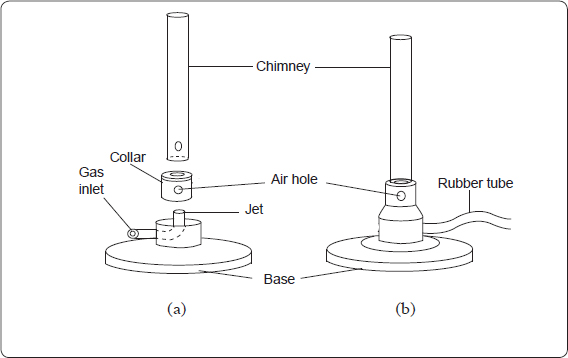 Chimney
Collar
Gas
inlet
Air hole
Rubber tube
Jet
Base
(a)
(b)